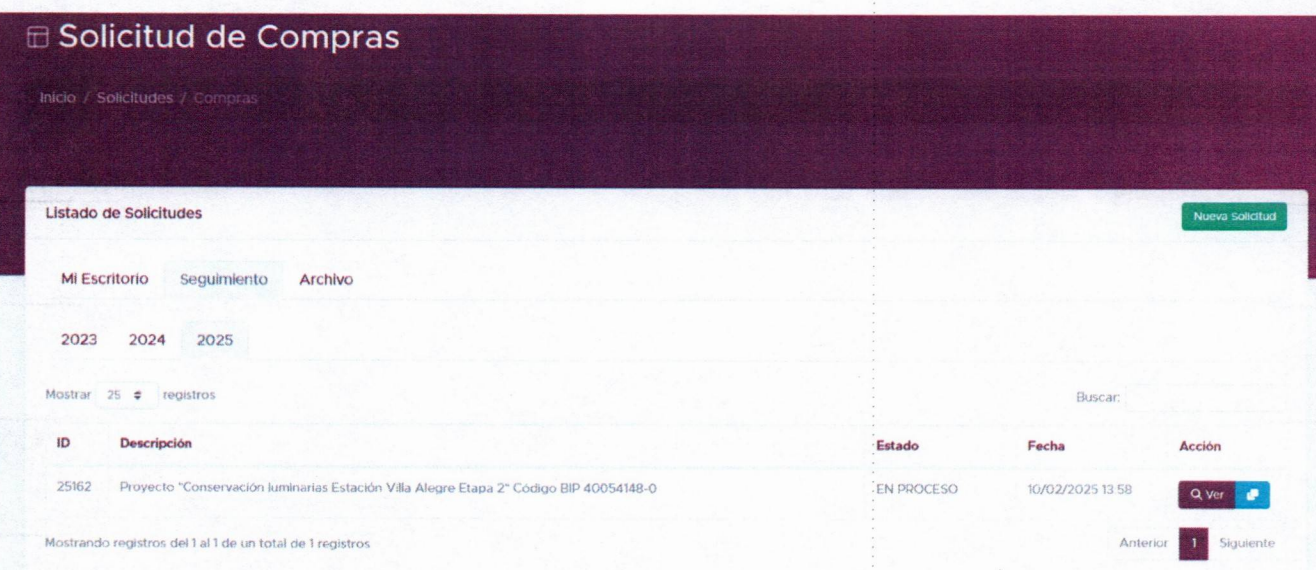 Solicitud de Compras
Inicio / Solicitudes / Compras
Listado de Solicitudes
Nueva Solicitud
Mi Escritorio Seguimiento Archivo
2023 2024 2025
Mostrar 25 registros
Buscar:
ID Descripción Estado Fecha Acción
25162 Proyecto "Conservación luminarias Estación Villa Alegre Etapa 2" Código BIP 40054148-0 EN PROCESO 10/02/2025 13:58 Ver
Mostrando registros del 1 al 1 de un total de 1 registros
Anterior 1 Siguiente